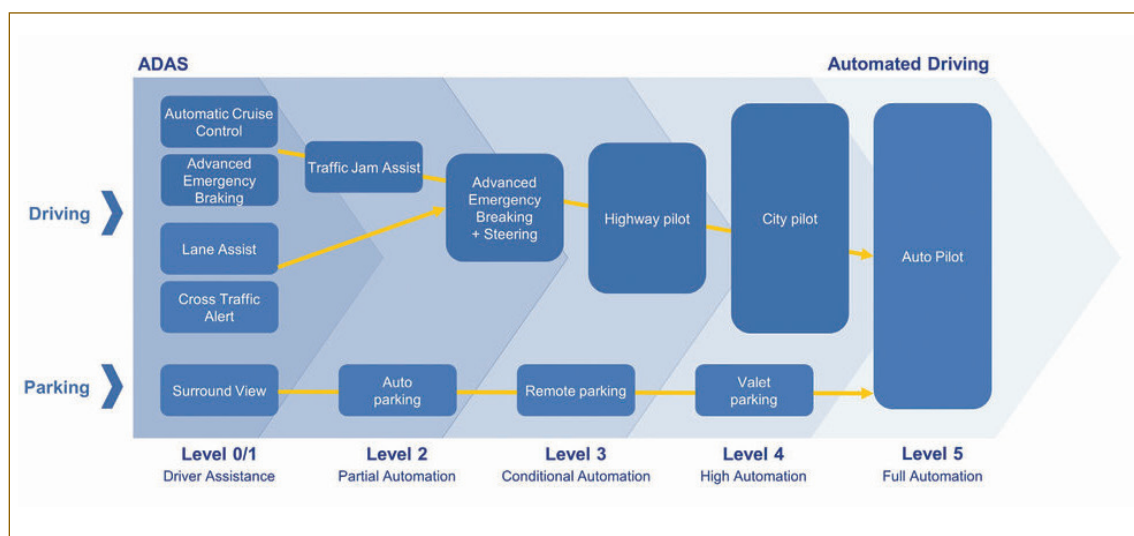 ADAS
Automated Driving
Automatic Cruise
Control
Advanced
Emergency
Braking
Traffic Jam Assist
Advanced
Emergency
Breaking
+ Steering
Highway pilot
City pilot
Auto Pilot
Driving
Lane Assist
Cross Traffic
Alert
Parking
Surround View
Auto
parking
Remote parking
Valet
parking
Level 0/1
Driver Assistance
Level 2
Partial Automation
Level 3
Conditional Automation
Level 4
High Automation
Level 5
Full Automation